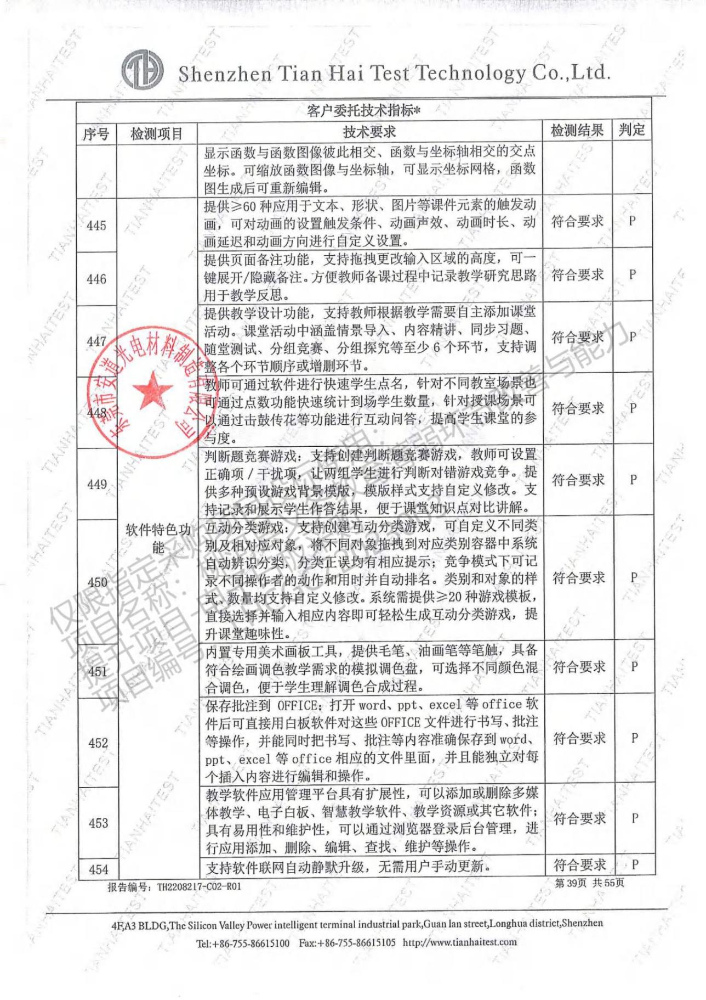 Shenzhen Tian Hai Test Technology Co.,Ltd.
客户委托技术指标*
序号 检测项目 技术要求 检测结果 判定
显示函数与函数图像彼此相交、函数与坐标轴相交的交点
坐标。可缩放函数图像与坐标轴，可显示坐标网格，函数
图生成后可重新编辑。
445 提供≥60 种应用于文本、形状、图片等课件元素的触发动 符合要求 P
画，可对动画的设置触发条件、动画声效、动画时长、动
画延迟和动画方向进行自定义设置。
446 提供页面备注功能，支持拖拽更改输入区域的高度，可一 符合要求 P
键展开/隐藏备注。方便教师备课过程中记录教学研究思路
用于教学反思。
447 提供教学设计功能，支持教师根据教学需要自主添加课堂 符合要求 P
活动。课堂活动中涵盖情景导入、内容精讲、同步习题、
随堂测试、分组竞赛、分组探究等至少 6 个环节，支持调
整各个环节顺序或增删环节。
448 教师可通过软件进行快速学生点名，针对不同教室场景也 符合要求 P
可通过点数功能快速统计到场学生数量，针对授课场景可
以通过击鼓传花等功能进行互动问答，提高学生课堂的参
与度。
449 判断题竞赛游戏：支持创建判断题竞赛游戏，教师可设置 符合要求 P
正确项 / 干扰项，让两组学生进行判断对错游戏竞争。提
供多种预设游戏背景模版，模版样式支持自定义修改。支
持记录和展示学生作答结果，便于课堂知识点对比讲解。
软件特色功
能
450 互动分类游戏：支持创建互动分类游戏，可自定义不同类 符合要求 P
别及相对应对象，将不同对象拖拽到对应类别容器中系统
自动辨识分类，分类正误均有相应提示；竞争模式下可记
录不同操作者的动作和用时并自动排名。类别和对象的样
式、数量均支持自定义修改。系统需提供≥20 种游戏模板，
直接选择并输入相应内容即可轻松生成互动分类游戏，提
升课堂趣味性。
451 内置专用美术画板工具，提供毛笔、油画笔等笔触，具备 符合要求 P
符合绘画调色教学需求的模拟调色盘，可选择不同颜色混
合调色，便于学生理解调色合成过程。
452 保存批注到 OFFICE：打开 word、ppt、excel 等 office 软 符合要求 P
件后可直接用白板软件对这些 OFFICE 文件进行书写、批注
等操作，并能同时把书写、批注等内容准确保存到 word、
ppt、excel 等 office 相应的文件里面，并且能独立对每
个插入内容进行编辑和操作。
453 教学软件应用管理平台具有扩展性，可以添加或删除多媒 符合要求 P
体教学、电子白板、智慧教学软件、教学资源或其它软件；
具有易用性和维护性，可以通过浏览器登录后台管理，进
行应用添加、删除、编辑、查找、维护等操作。
454 支持软件联网自动静默升级，无需用户手动更新。 符合要求 P
东莞市安道光电材料制造有限公司
仅限指定采购项目投标使用：
报告编号：TH2208217-C02-R01 第 39页 共 55页
4F,A3 BLDG,The Silicon Valley Power intelligent terminal industrial park,Guan lan street,Longhua district,Shenzhen
Tel:+86-755-86615100 Fax:+86-755-86615105 http://www.tianhaitest.com